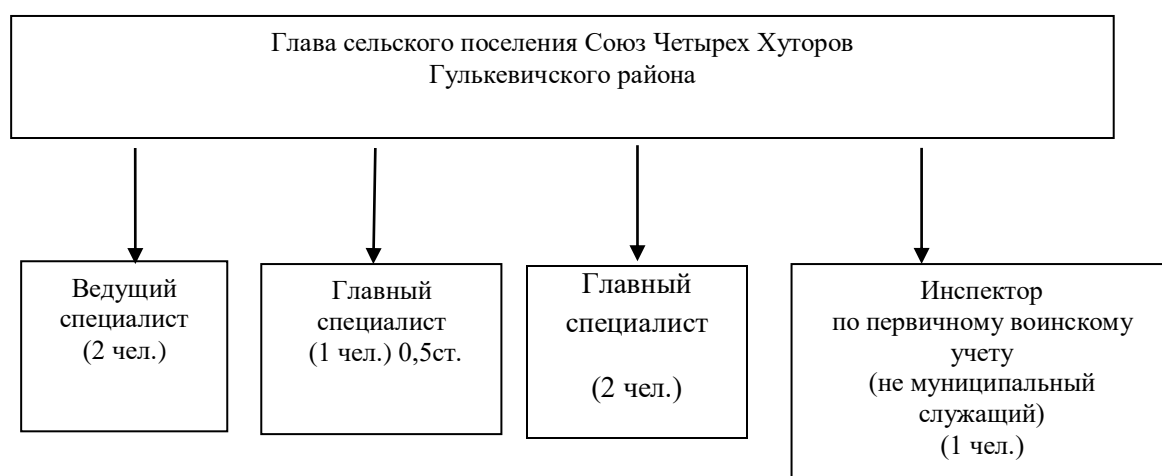 Глава сельского поселения Союз Четырех Хуторов
Гулькевичского района
Ведущий
специалист
(2 чел.)
Главный
специалист
(1 чел.) 0,5ст.
Главный
специалист
(2 чел.)
Инспектор
по первичному воинскому
учету
(не муниципальный
служащий)
(1 чел.)